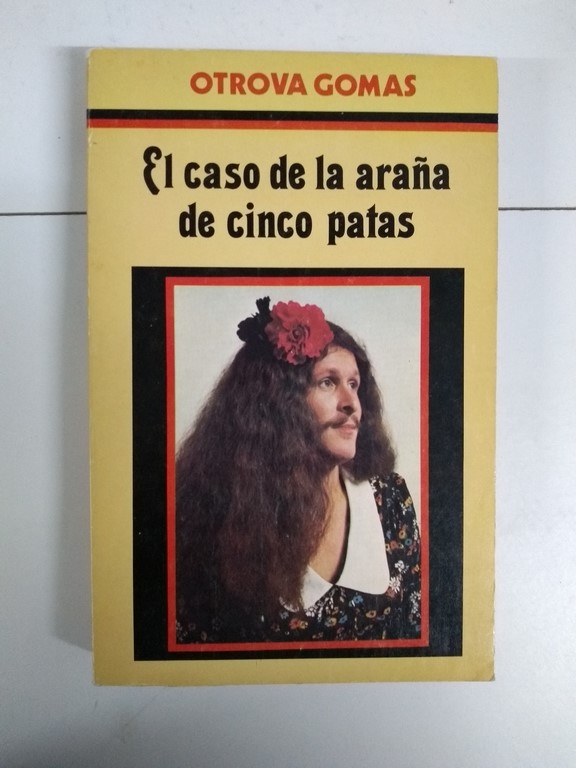 OTROVA GOMAS
El caso de la araña
de cinco patas